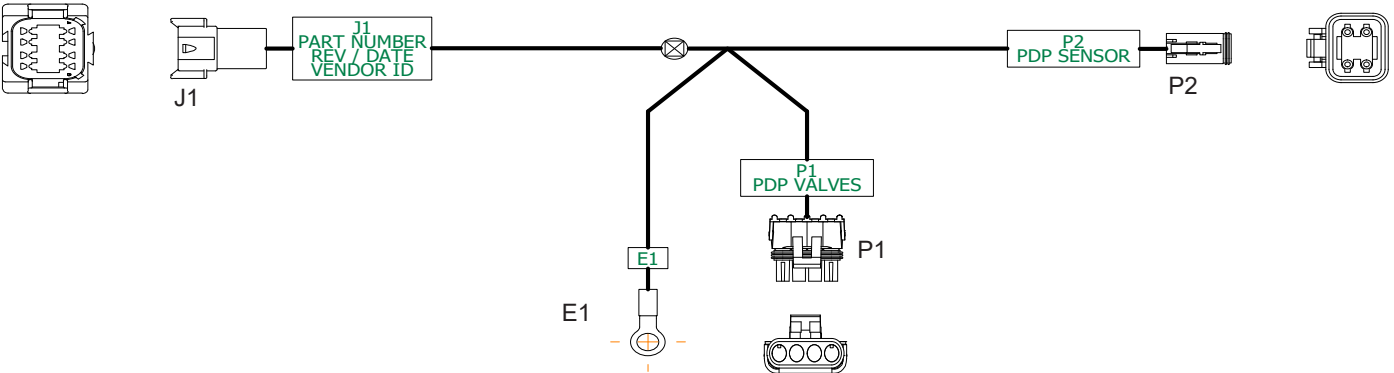 J1
PART NUMBER
REV / DATE
VENDOR ID
J1
P2
PDP SENSOR
P2
P1
PDP VALVES
P1
E1
E1